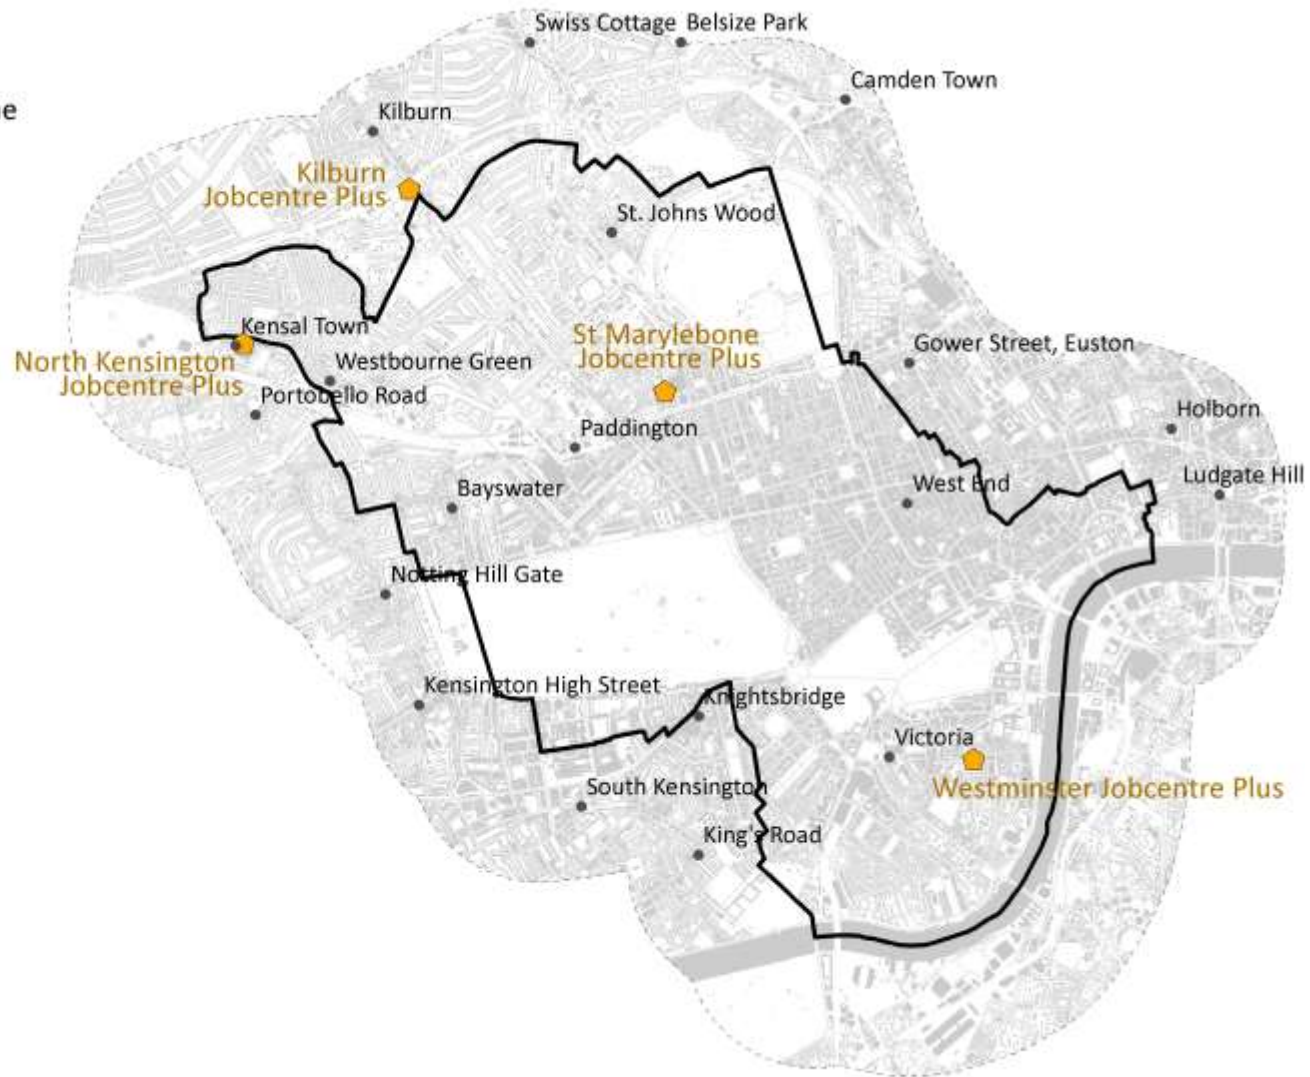 Swiss Cottage
Belsize Park
Camden Town
Kilburn
Kilburn
Jobcentre Plus
St. Johns Wood
Kensal Town
North Kensington
Jobcentre Plus
Westbourne Green
Portobello Road
St Marylebone
Jobcentre Plus
Gower Street, Euston
Paddington
Holborn
Bayswater
West End
Ludgate Hill
Notting Hill Gate
Kensington High Street
Knightsbridge
Victoria
Westminster Jobcentre Plus
South Kensington
King's Road